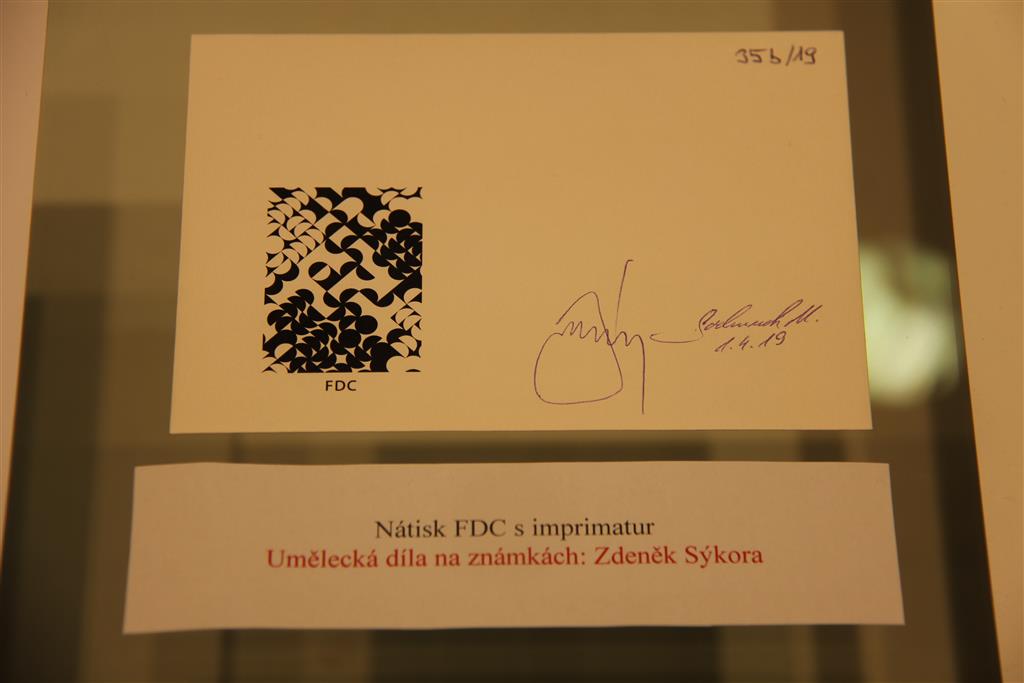 35b/19
FDC
1.4.19
Nátisk FDC s imprimatur
Umělecká díla na známkách: Zdeněk Sýkora